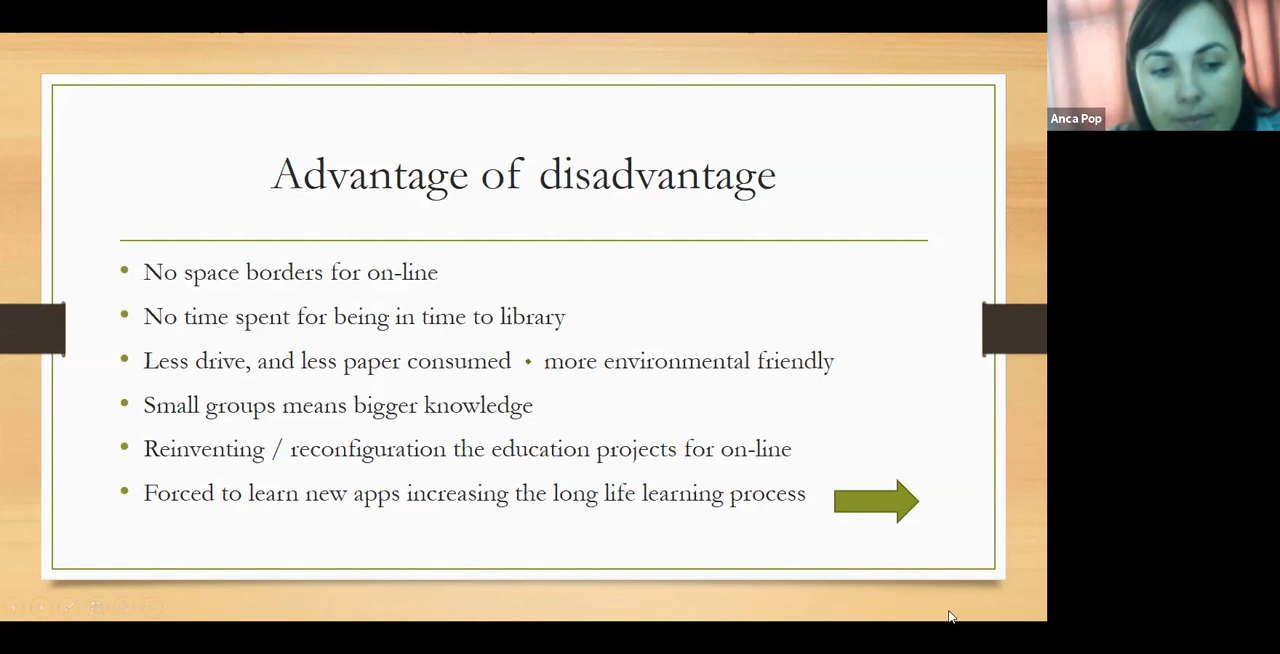 Advantage of disadvantage
No space borders for on-line
No time spent for being in time to library
Less drive, and less paper consumed • more environmental friendly
Small groups means bigger knowledge
Reinventing / reconfiguration the education projects for on-line
Forced to learn new apps increasing the long life learning process
Anca Pop